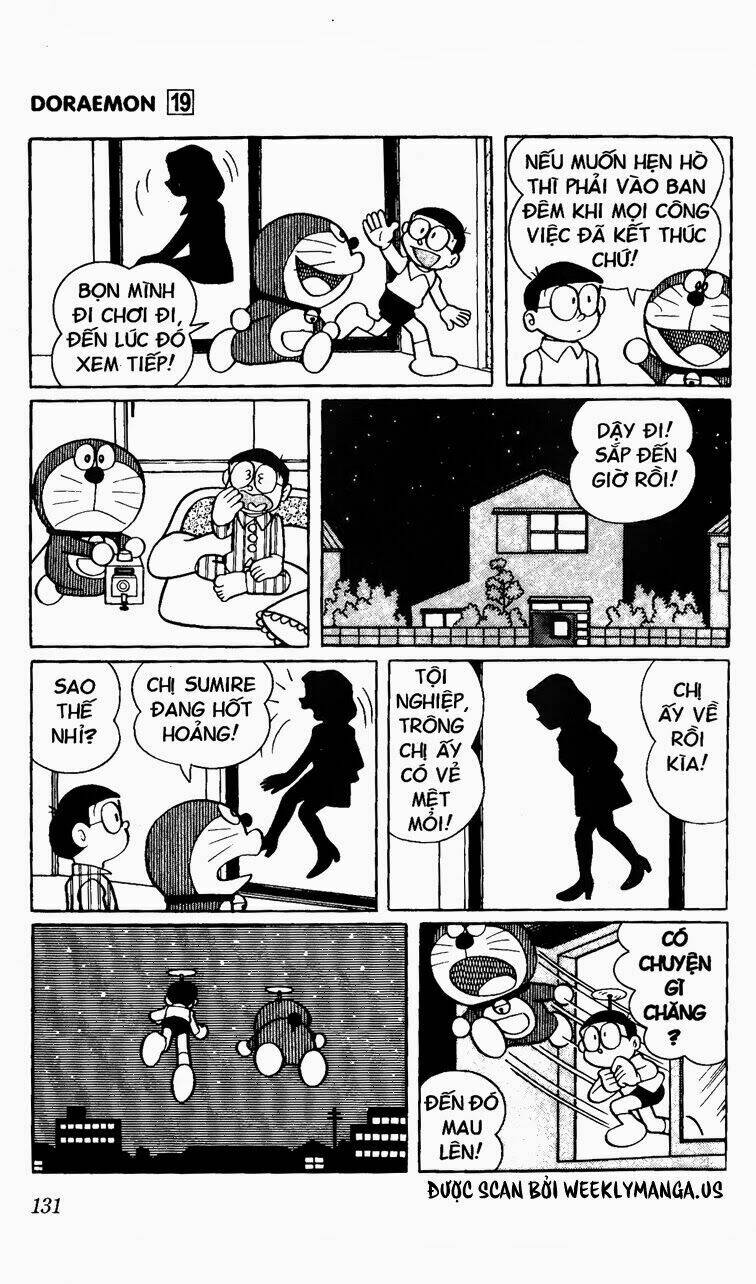 DORAEMON 19
NẾU MUỐN HẸN HÒ
THÌ PHẢI VÀO BAN
ĐÊM KHI MỌI CÔNG
VIỆC ĐÃ KẾT THÚC
CHỨ!
BỌN MÌNH
ĐI CHƠI ĐI,
ĐẾN LÚC ĐÓ
XEM TIẾP!
DẬY ĐI!
SẮP ĐẾN
GIỜ RỒI!
CHỊ
ẤY VỀ
RỒI
KÌA!
TỘI
NGHIỆP,
TRÔNG
CHỊ ẤY
CÓ VẺ
MỆT
MỎI!
CHỊ SUMIRE
ĐANG HỐT
HOẢNG!
SAO
THẾ
NHỈ?
CÓ
CHUYỆN
GÌ
CHĂNG
?
ĐẾN ĐÓ
MAU
LÊN!
131
ĐƯỢC SCAN BỞI WEEKLYMANGA.US